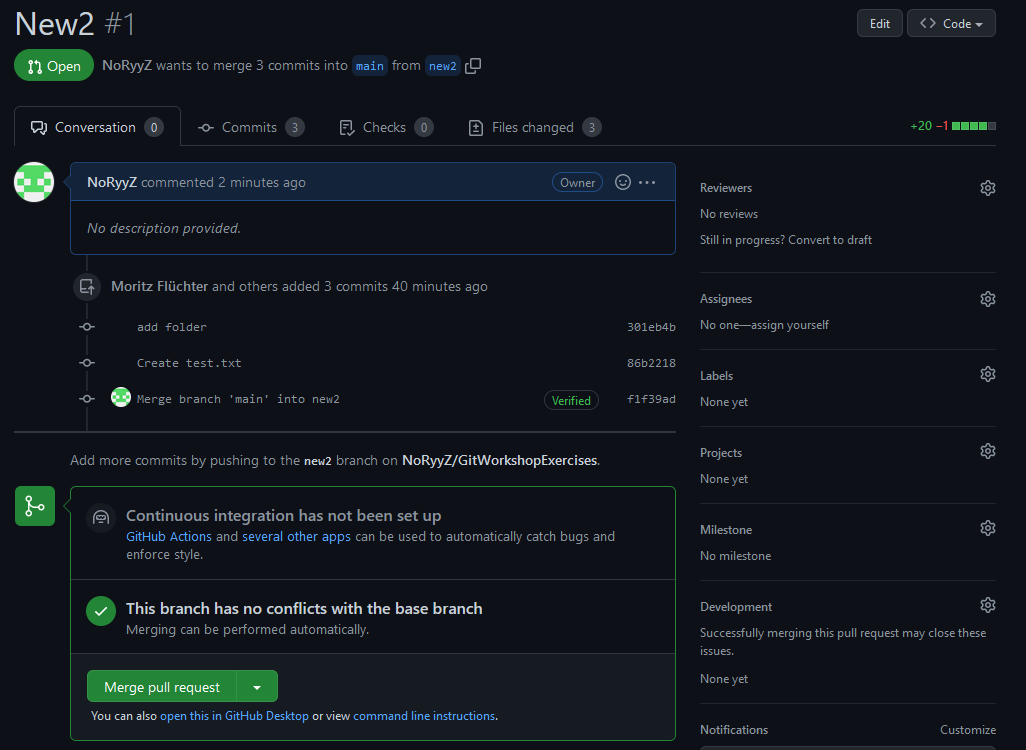 New2 #1
Edit
Code
Open
NoRyyZ wants to merge 3 commits into main from new2
Conversation 0
Commits 3
Checks 0
Files changed 3
+20 −1
NoRyyZ commented 2 minutes ago
Owner
No description provided.
Moritz Flüchter and others added 3 commits 40 minutes ago
add folder 301eb4b
Create test.txt 86b2218
Merge branch 'main' into new2 Verified f1f39ad
Add more commits by pushing to the new2 branch on NoRyyZ/GitWorkshopExercises.
Continuous integration has not been set up
GitHub Actions and several other apps can be used to automatically catch bugs and
enforce style.
This branch has no conflicts with the base branch
Merging can be performed automatically.
Merge pull request
You can also open this in GitHub Desktop or view command line instructions.
Reviewers
No reviews
Still in progress? Convert to draft
Assignees
No one—assign yourself
Labels
None yet
Projects
None yet
Milestone
No milestone
Development
Successfully merging this pull request may close these
issues.
None yet
Notifications
Customize